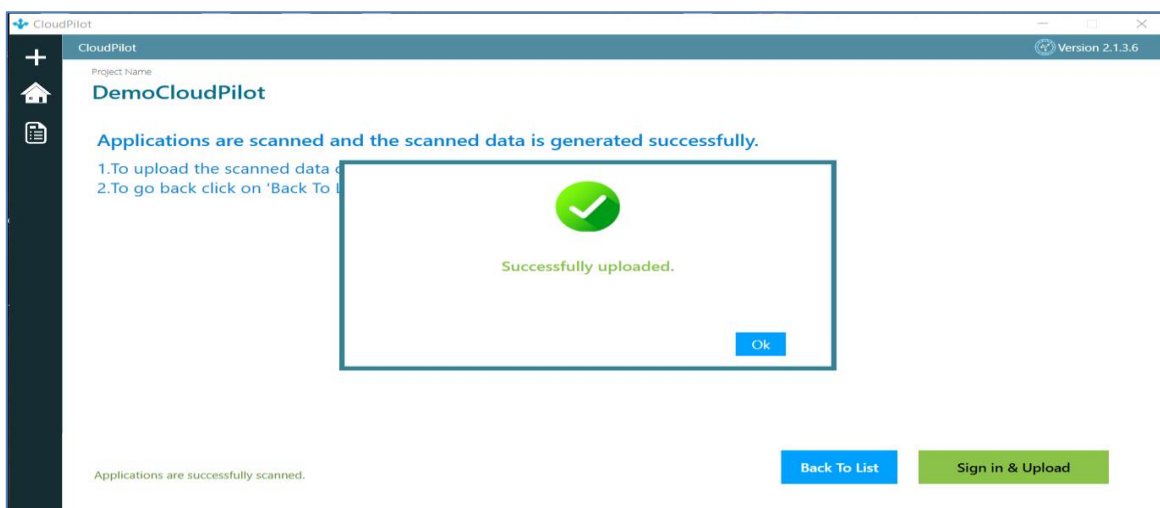 CloudPilot
CloudPilot
Version 2.1.3.6
Project Name
DemoCloudPilot
Applications are scanned and the scanned data is generated successfully.
1.To upload the scanned data
2.To go back click on 'Back To
Successfully uploaded.
Ok
Back To List
Sign in & Upload
Applications are successfully scanned.